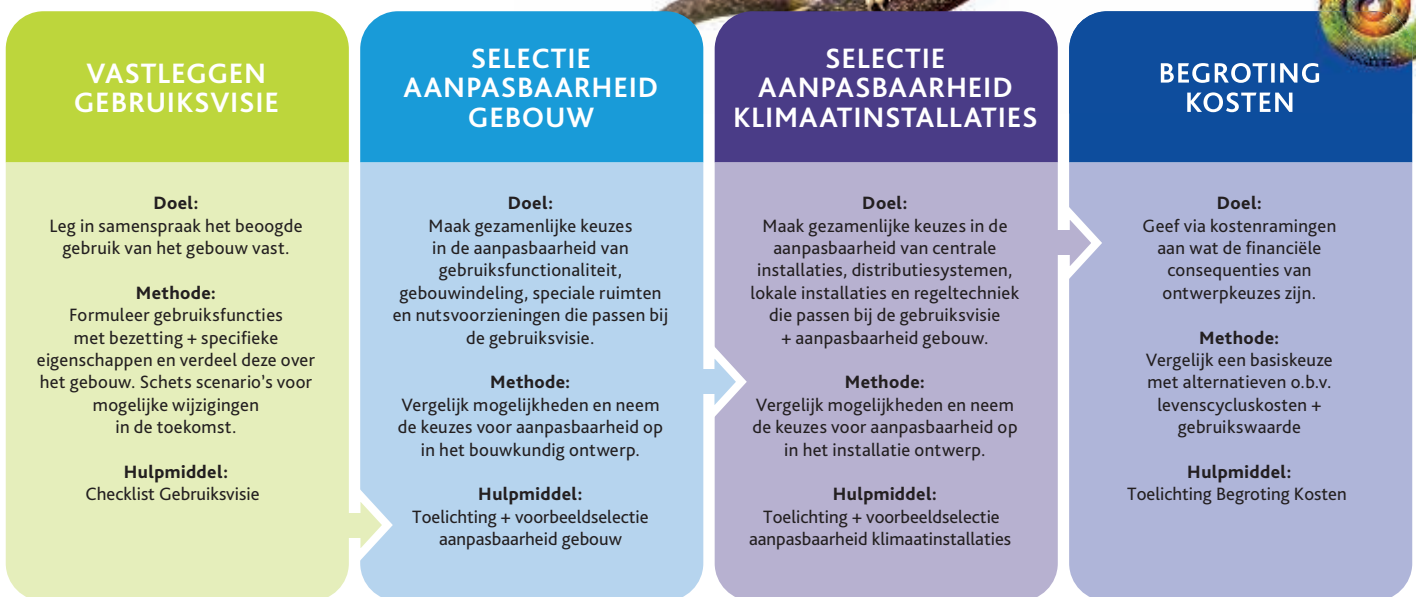 VASTLEGGEN
GEBRUIKSVISIE
Doel:
Leg in samenspraak het beoogde
gebruik van het gebouw vast.
Methode:
Formuleer gebruiksfuncties
met bezetting + specifieke
eigenschappen en verdeel deze over
het gebouw. Schets scenario's voor
mogelijke wijzigingen
in de toekomst.
Hulpmiddel:
Checklist Gebruiksvisie
SELECTIE
AANPASBAARHEID
GEBOUW
Doel:
Maak gezamenlijke keuzes
in de aanpasbaarheid van
gebruiksfunctionaliteit,
gebouwindeling, speciale ruimten
en nutsvoorzieningen die passen bij
de gebruiksvisie.
Methode:
Vergelijk mogelijkheden en neem
de keuzes voor aanpasbaarheid op
in het bouwkundig ontwerp.
Hulpmiddel:
Toelichting + voorbeeldselectie
aanpasbaarheid gebouw
SELECTIE
AANPASBAARHEID
KLIMAATINSTALLATIES
Doel:
Maak gezamenlijke keuzes in de
aanpasbaarheid van centrale
installaties, distributiesystemen,
lokale installaties en regeltechniek
die passen bij de gebruiksvisie
+ aanpasbaarheid gebouw.
Methode:
Vergelijk mogelijkheden en neem
de keuzes voor aanpasbaarheid op
in het installatie ontwerp.
Hulpmiddel:
Toelichting + voorbeeldselectie
aanpasbaarheid klimaatinstallaties
BEGROTING
KOSTEN
Doel:
Geef via kostenramingen
aan wat de financiële
consequenties van
ontwerpkeuzes zijn.
Methode:
Vergelijk een basiskeuze
met alternatieven o.b.v.
levenscycluskosten +
gebruikswaarde
Hulpmiddel:
Toelichting Begroting Kosten